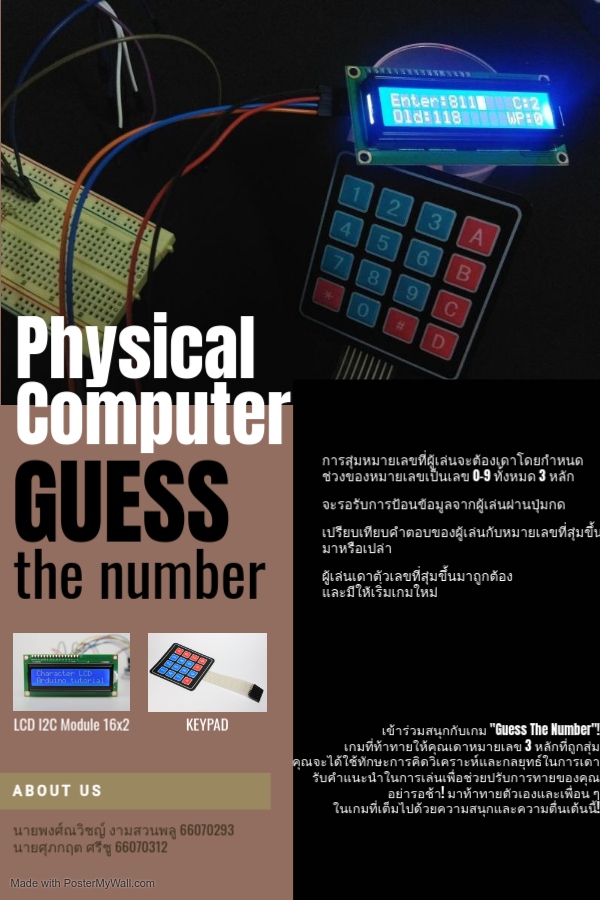 Enter:811 C:2
Old:118 WP:0
1 2 3 A
4 5 6 B
7 8 9 C
* 0 # D
Physical
Computer
GUESS
the number
การสุ่มหมายเลขที่ผู้เล่นจะต้องเดาโดยกำหนด
ช่วงของหมายเลขเป็นเลข 0-9 ทั้งหมด 3 หลัก
จะรอรับการป้อนข้อมูลจากผู้เล่นผ่านปุ่มกด
เปรียบเทียบคำตอบของผู้เล่นกับหมายเลขที่สุ่มขึ้น
มาหรือเปล่า
ผู้เล่นเดาตัวเลขที่สุ่มขึ้นมาถูกต้อง
และมีให้เริ่มเกมใหม่
Character LCD
Arduino tutorial
LCD I2C Module 16x2
KEYPAD
เข้าร่วมสนุกกับเกม "Guess The Number"!
เกมที่ท้าทายให้คุณเดาหมายเลข 3 หลักที่ถูกสุ่ม
คุณจะได้ใช้ทักษะการคิดวิเคราะห์และกลยุทธ์ในการเดา
รับคำแนะนำในการเล่นเพื่อช่วยปรับการทายของคุณ
อย่ารอช้า! มาท้าทายตัวเองและเพื่อน ๆ
ในเกมที่เต็มไปด้วยความสนุกและความตื่นเต้นนี้!
ABOUT US
นายพงศ์ณวิชญ์ งามสวนพลู 66070293
นายศุภกฤต ศรีชู 66070312
Made with PosterMyWall.com